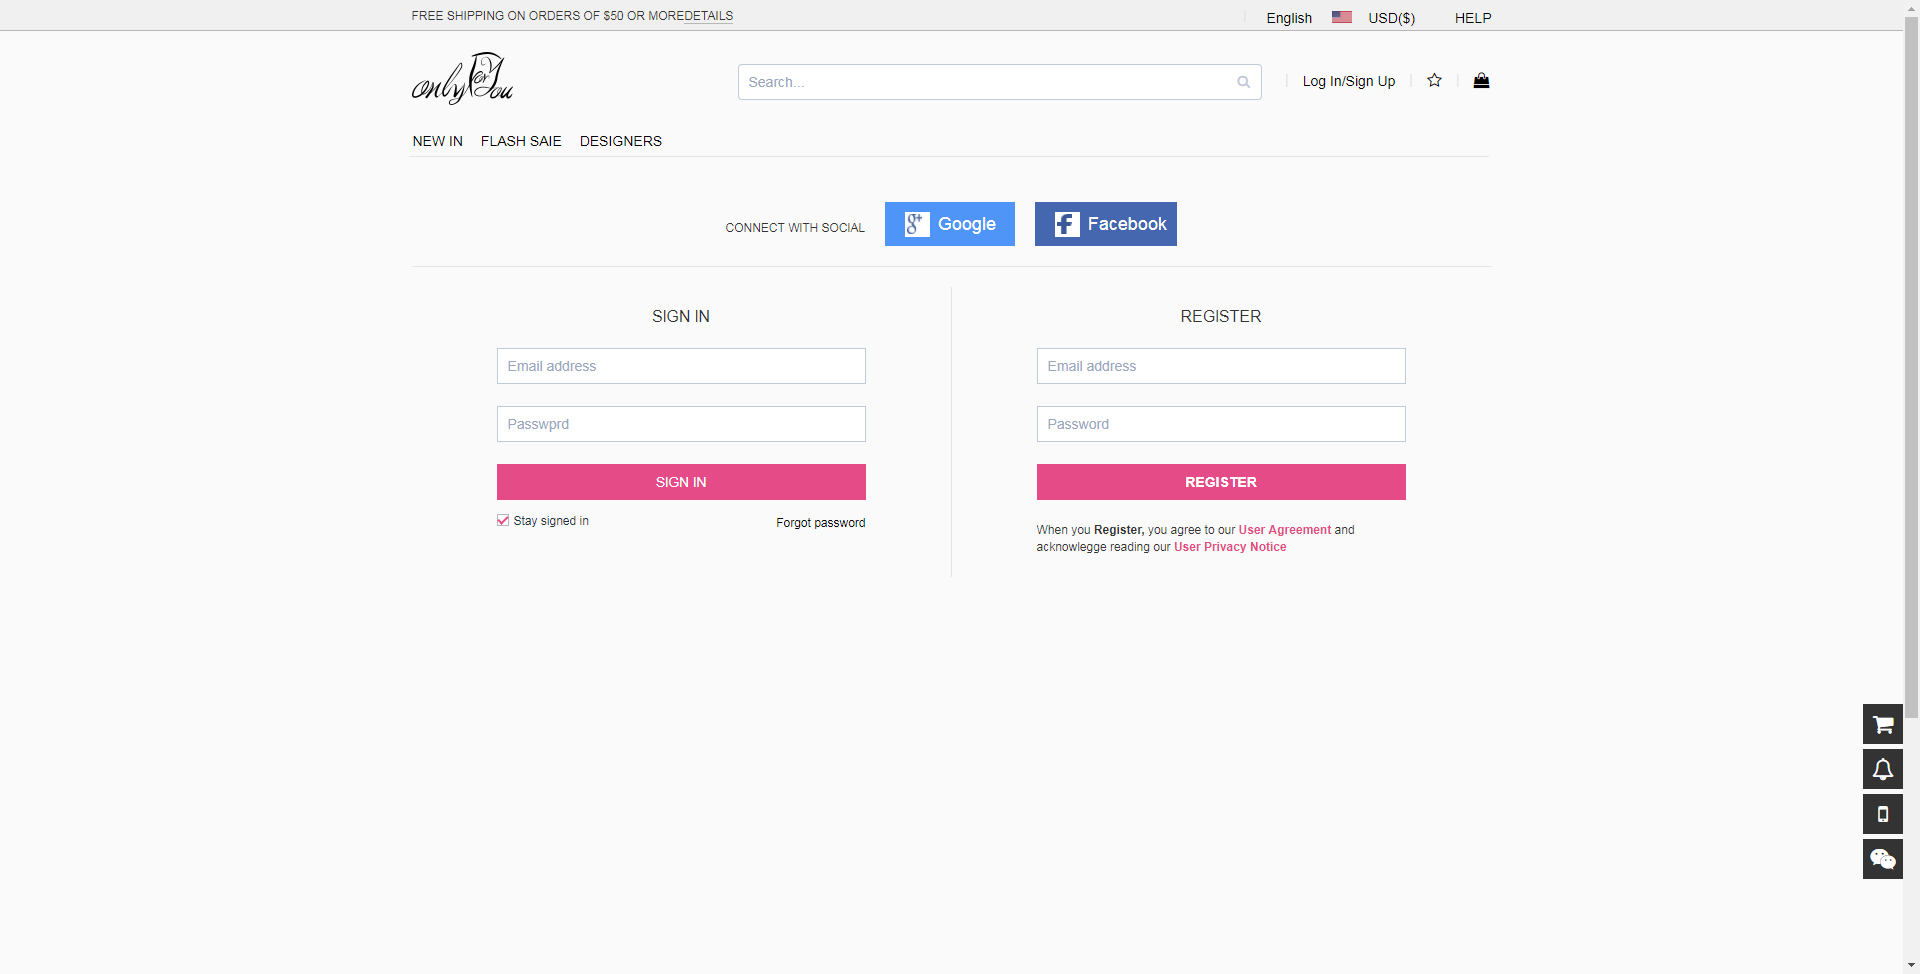 FREE SHIPPING ON ORDERS OF $50 OR MOREDETAILS
English USD($) HELP
only For You
Search...
Log In/Sign Up
NEW IN FLASH SAIE DESIGNERS
CONNECT WITH SOCIAL
g+ Google
f Facebook
SIGN IN
Email address
Passwprd
SIGN IN
Stay signed in
Forgot password
REGISTER
Email address
Password
REGISTER
When you Register, you agree to our User Agreement and
acknowlegge reading our User Privacy Notice